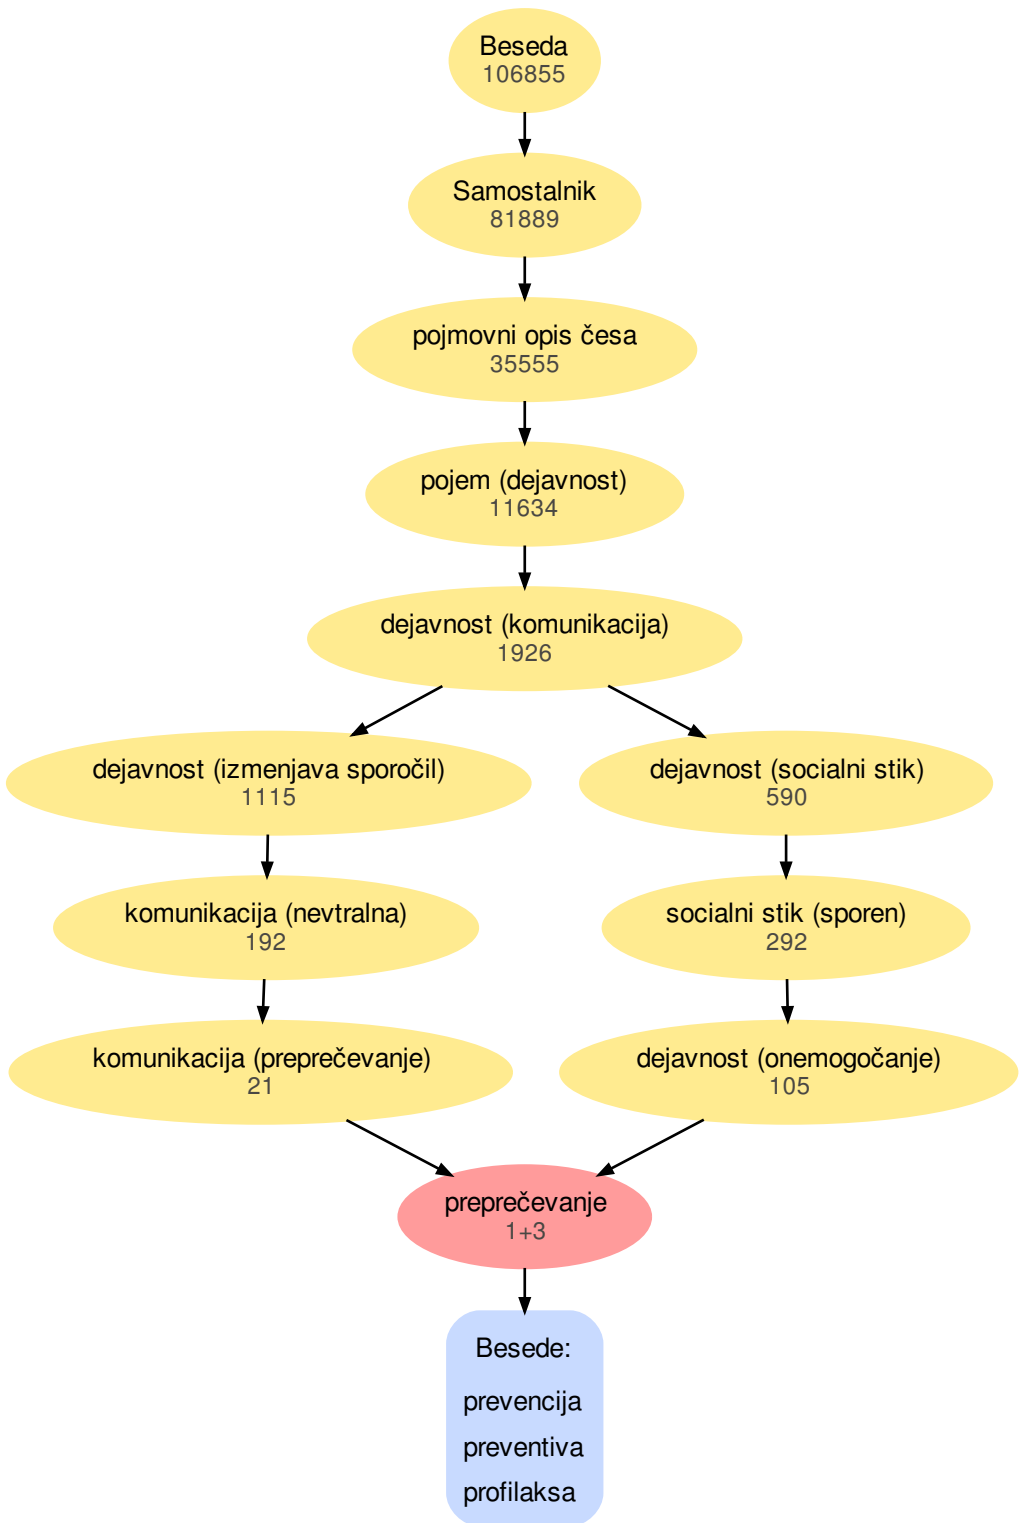 Beseda
106855
Samostalnik
81889
pojmovni opis česa
35555
pojem (dejavnost)
11634
dejavnost (komunikacija)
1926
dejavnost (izmenjava sporočil)
1115
dejavnost (socialni stik)
590
komunikacija (nevtralna)
192
socialni stik (sporen)
292
komunikacija (preprečevanje)
21
dejavnost (onemogočanje)
105
preprečevanje
1+3
Besede:
prevencija
preventiva
profilaksa